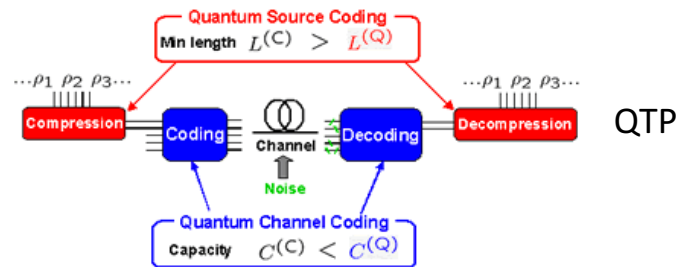 Quantum Source Coding
Min length L^(C) > L^(Q)
···ρ1 ρ2 ρ3···
···ρ1 ρ2 ρ3···
Compression
Coding
Channel
Decoding
Decompression
QTP
Noise
Quantum Channel Coding
Capacity C^(C) < C^(Q)